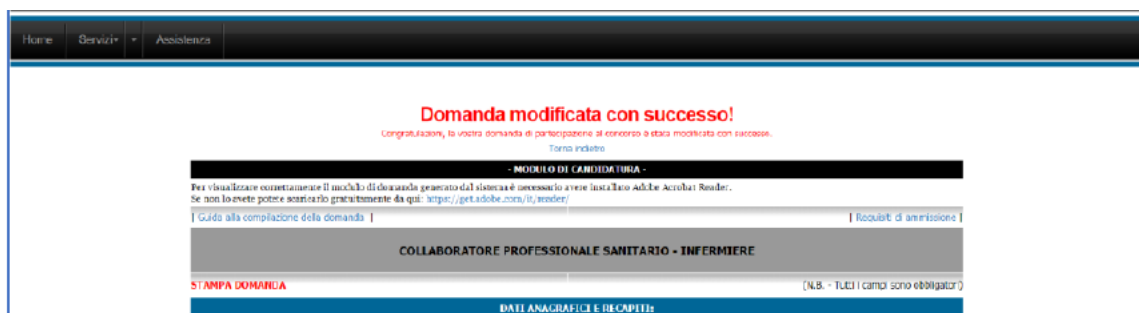 Home Servizi Assistenza
Domanda modificata con successo!
Congratulazioni, la vostra domanda di partecipazione al concorso è stata modificata con successo.
Torna indietro
- MODULO DI CANDIDATURA -
Per visualizzare correttamente il modulo di domanda generato dal sistema è necessario avere installato Adobe Acrobat Reader.
Se non lo avete potete scaricarlo gratuitamente da qui: https://get.adobe.com/it/reader/
| Guida alla compilazione della domanda | | Requisiti di ammissione |
COLLABORATORE PROFESSIONALE SANITARIO - INFERMIERE
STAMPA DOMANDA (N.B. - Tutti i campi sono obbligatori)
DATI ANAGRAFICI E RECAPITI: